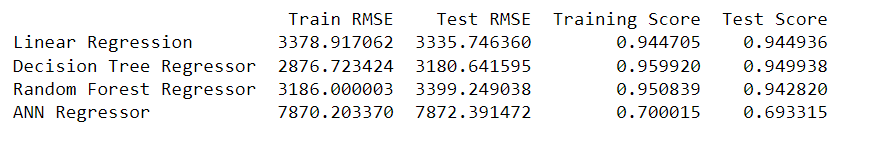 Train RMSE Test RMSE Training Score Test Score
Linear Regression 3378.917062 3335.746360 0.944705 0.944936
Decision Tree Regressor 2876.723424 3180.641595 0.959920 0.949938
Random Forest Regressor 3186.000003 3399.249038 0.950839 0.942820
ANN Regressor 7870.203370 7872.391472 0.700015 0.693315